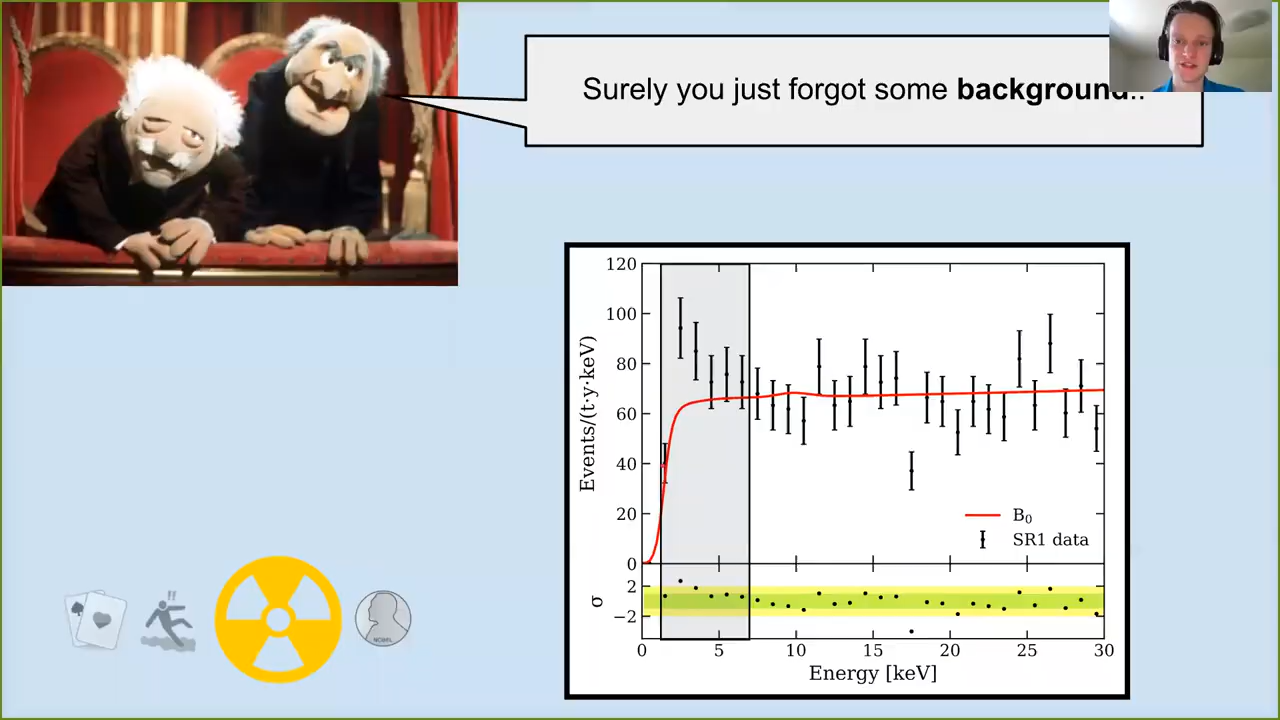 Surely you just forgot some background..
120
100
80
60
40
20
0
Events/(t·y·keV)
B₀
SR1 data
2
−2
σ
0 5 10 15 20 25 30
Energy [keV]
!!
NOBEL